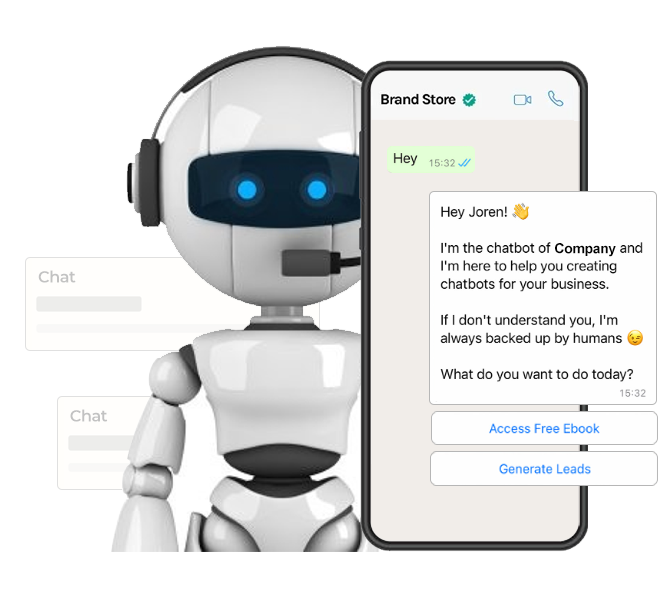 Brand Store
Hey 15:32
Hey Joren! 👋
I'm the chatbot of Company and
I'm here to help you creating
chatbots for your business.
If I don't understand you, I'm
always backed up by humans 😉
What do you want to do today?
15:32
Access Free Ebook
Generate Leads
Chat
Chat